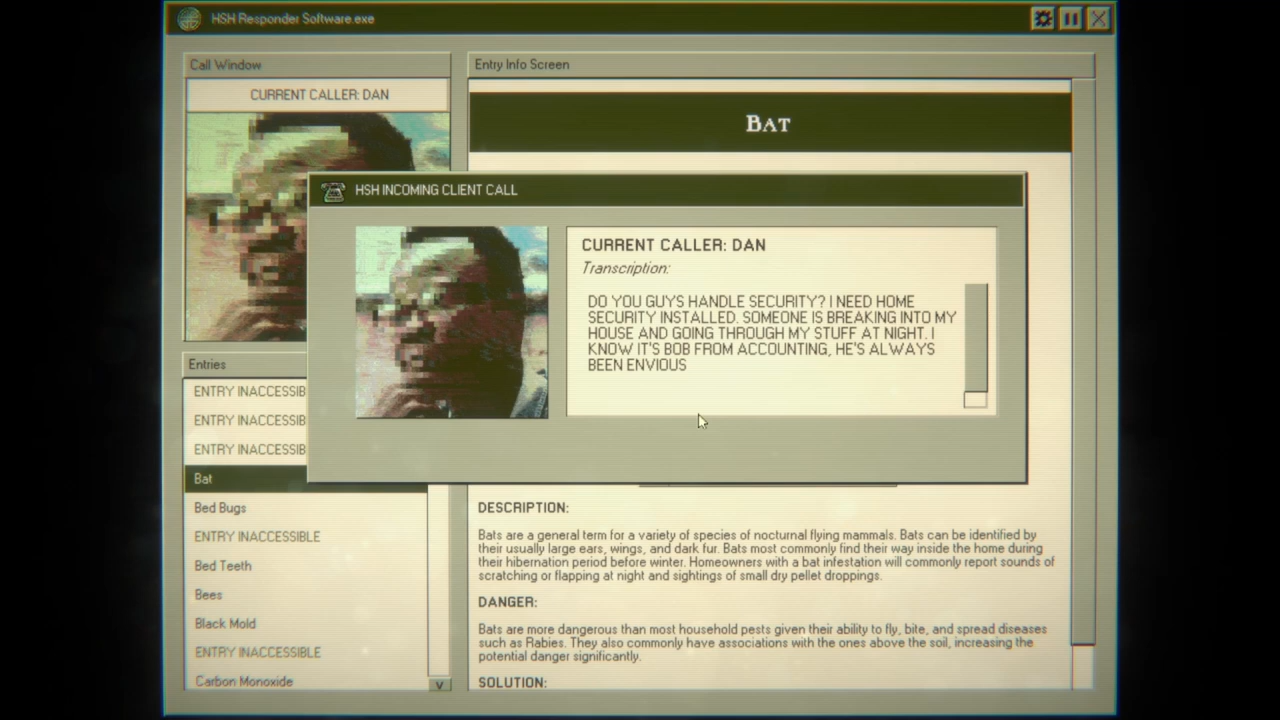 HSH Responder Software.exe
Call Window
CURRENT CALLER: DAN
Entries
ENTRY INACCESSIB
ENTRY INACCESSIB
ENTRY INACCESSIB
Bat
Bed Bugs
ENTRY INACCESSIBLE
Bed Teeth
Bees
Black Mold
ENTRY INACCESSIBLE
Carbon Monoxide
V
Entry Info Screen
BAT
HSH INCOMING CLIENT CALL
CURRENT CALLER: DAN
Transcription:
DO YOU GUYS HANDLE SECURITY? I NEED HOME
SECURITY INSTALLED. SOMEONE IS BREAKING INTO MY
HOUSE AND GOING THROUGH MY STUFF AT NIGHT. I
KNOW IT'S BOB FROM ACCOUNTING, HE'S ALWAYS
BEEN ENVIOUS
DESCRIPTION:
Bats are a general term for a variety of species of nocturnal flying mammals. Bats can be identified by
their usually large ears, wings, and dark fur. Bats most commonly find their way inside the home during
their hibernation period before winter. Homeowners with a bat infestation will commonly report sounds of
scratching or flapping at night and sightings of small dry pellet droppings.
DANGER:
Bats are more dangerous than most household pests given their ability to fly, bite, and spread diseases
such as Rabies. They also commonly have associations with the ones above the soil, increasing the
potential danger significantly.
SOLUTION: